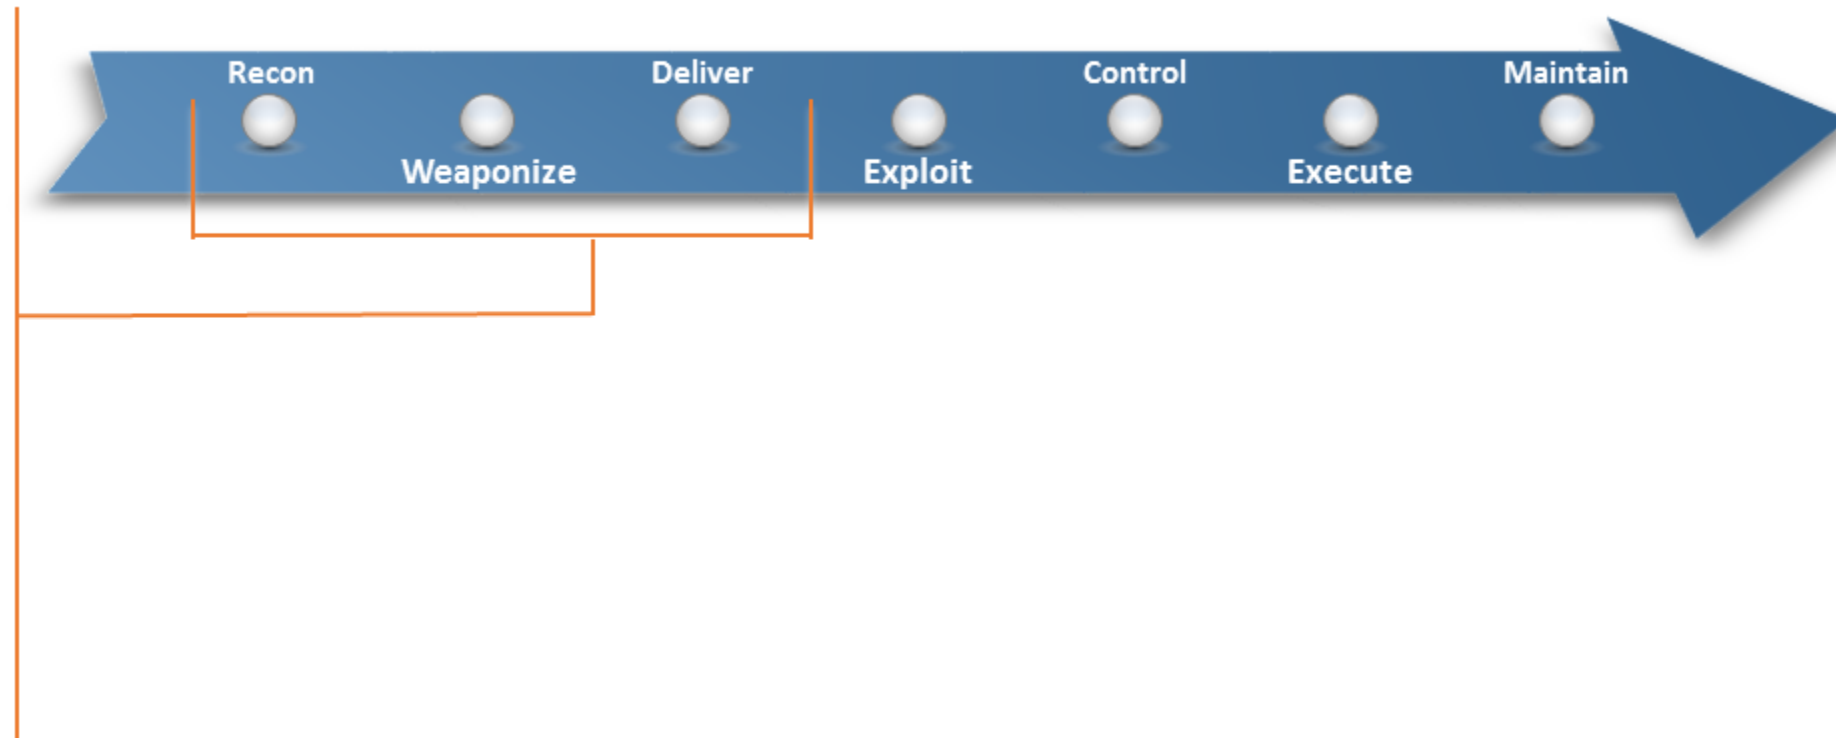 Recon
Weaponize
Deliver
Exploit
Control
Execute
Maintain